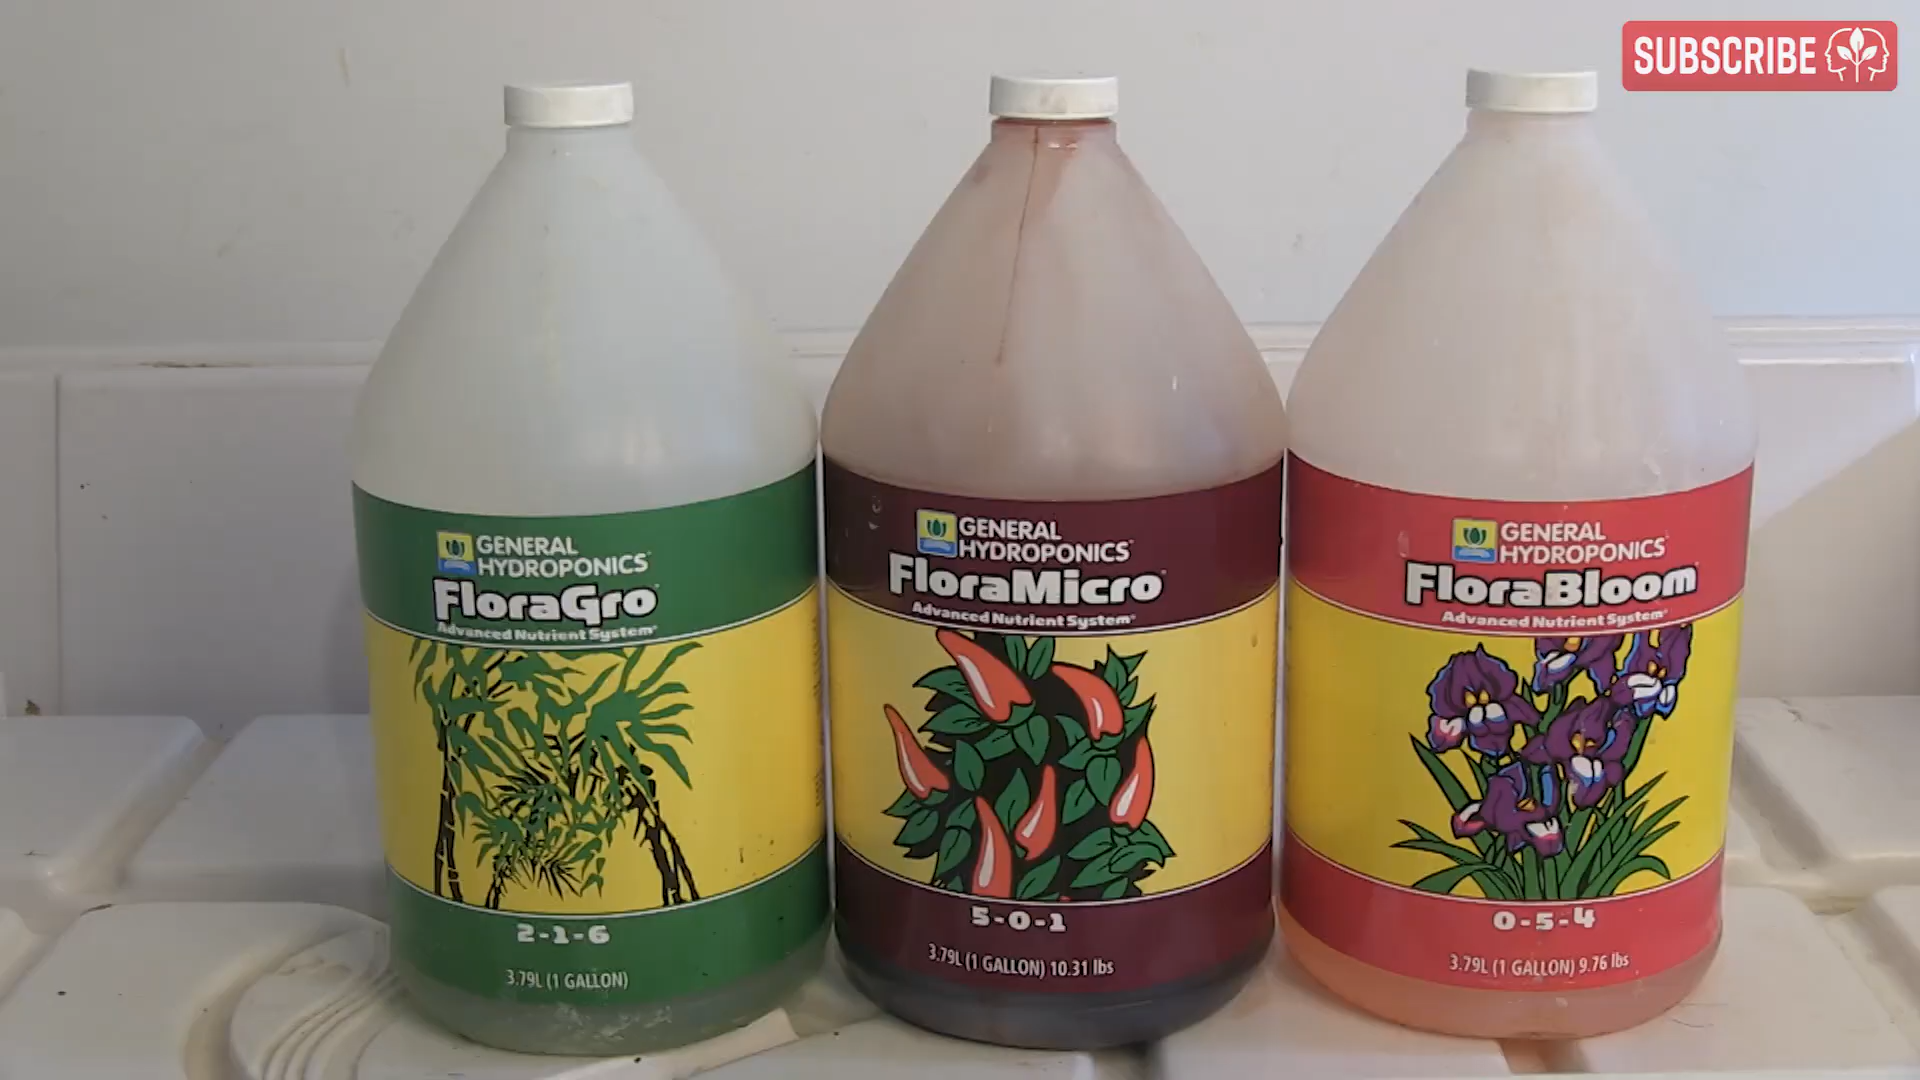 SUBSCRIBE
GENERAL
HYDROPONICS
FloraGro
Advanced Nutrient System
2-1-6
3.79L (1 GALLON)
GENERAL
HYDROPONICS
FloraMicro
Advanced Nutrient System
5-0-1
3.79L (1 GALLON) 10.31 lbs
GENERAL
HYDROPONICS
FloraBloom
Advanced Nutrient System
0-5-4
3.79L (1 GALLON) 9.76 lbs